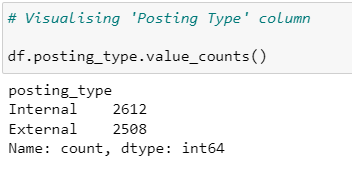 # Visualising 'Posting Type' column
df.posting_type.value_counts()
posting_type
Internal    2612
External    2508
Name: count, dtype: int64